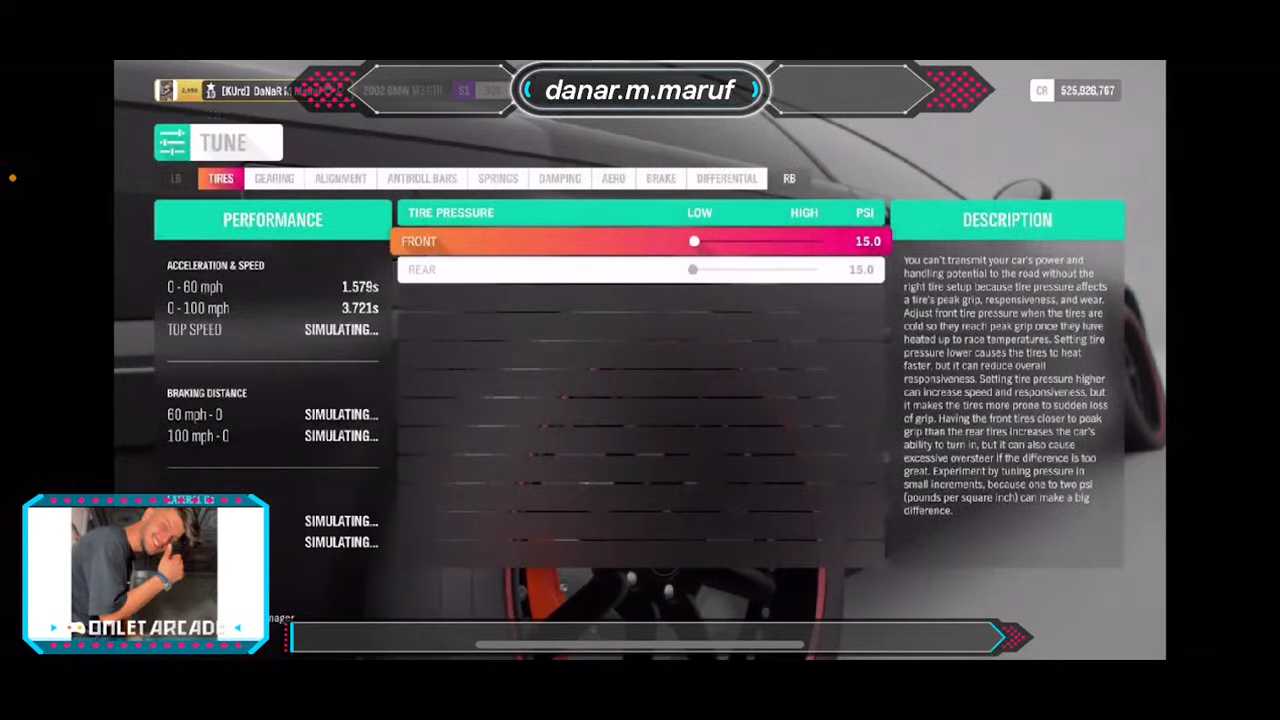 danar.m.maruf
2,999 [KUrd] DaNaR M
2002 BMW M3 GTR S1
CR 525,926,767
TUNE
LB TIRES GEARING ALIGNMENT ANTIROLL BARS SPRINGS DAMPING AERO BRAKE DIFFERENTIAL RB
PERFORMANCE
ACCELERATION & SPEED
0 - 60 mph 1.579s
0 - 100 mph 3.721s
TOP SPEED SIMULATING...
BRAKING DISTANCE
60 mph - 0 SIMULATING...
100 mph - 0 SIMULATING...
SIMULATING...
SIMULATING...
TIRE PRESSURE LOW HIGH PSI
FRONT 15.0
REAR 15.0
DESCRIPTION
You can't transmit your car's power and
handling potential to the road without the
right tire setup because tire pressure affects
a tire's peak grip, responsiveness, and wear.
Adjust front tire pressure when the tires are
cold so they reach peak grip once they have
heated up to race temperatures. Setting tire
pressure lower causes the tires to heat
faster, but it can reduce overall
responsiveness. Setting tire pressure higher
can increase speed and responsiveness, but
it makes the tires more prone to sudden loss
of grip. Having the front tires closer to peak
grip than the rear tires increases the car's
ability to turn in, but it can also cause
excessive oversteer if the difference is too
great. Experiment by tuning pressure in
small increments, because one to two psi
(pounds per square inch) can make a big
difference.
OMLET ARCADE